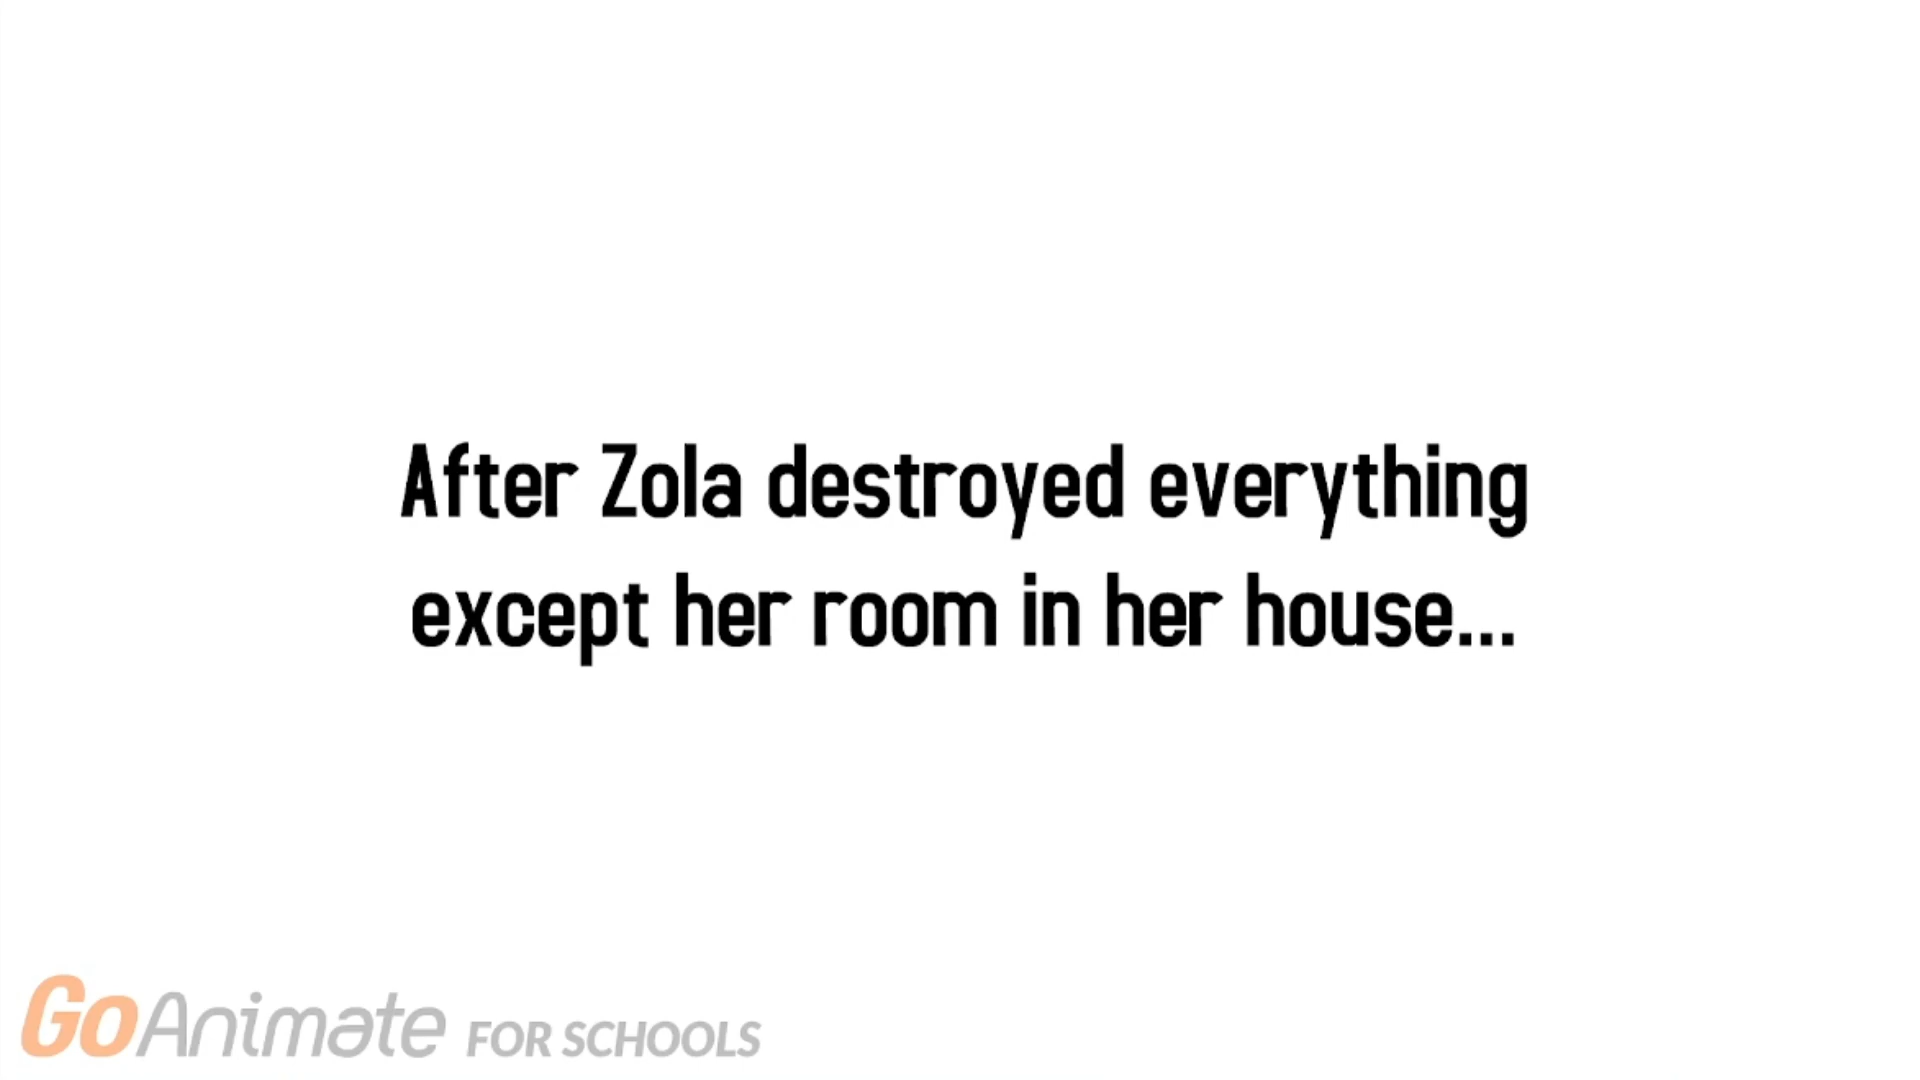 After Zola destroyed everything
except her room in her house...
GoAnimate FOR SCHOOLS